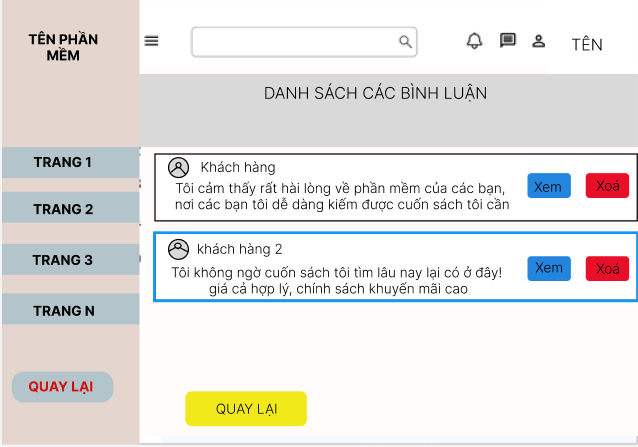 TÊN PHẦN
MỀM
TÊN
DANH SÁCH CÁC BÌNH LUẬN
TRANG 1
TRANG 2
TRANG 3
TRANG N
QUAY LẠI
Khách hàng
Tôi cảm thấy rất hài lòng về phần mềm của các bạn,
nơi các bạn tôi dễ dàng kiếm được cuốn sách tôi cần
Xem
Xoá
khách hàng 2
Tôi không ngờ cuốn sách tôi tìm lâu nay lại có ở đây!
giá cả hợp lý, chính sách khuyến mãi cao
Xem
Xoá
QUAY LẠI